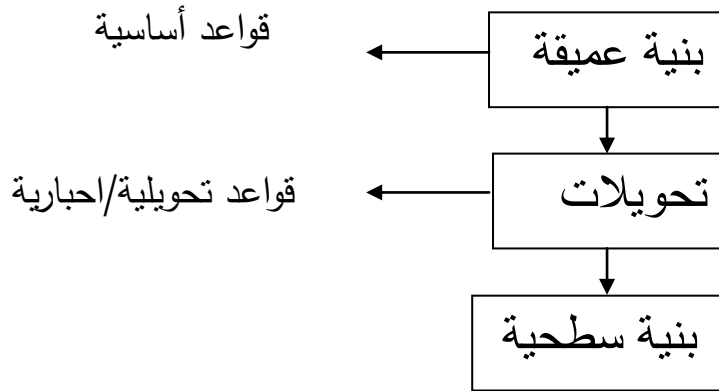 بنية عميقة
قواعد أساسية
تحويلات
قواعد تحويلية/احبارية
بنية سطحية